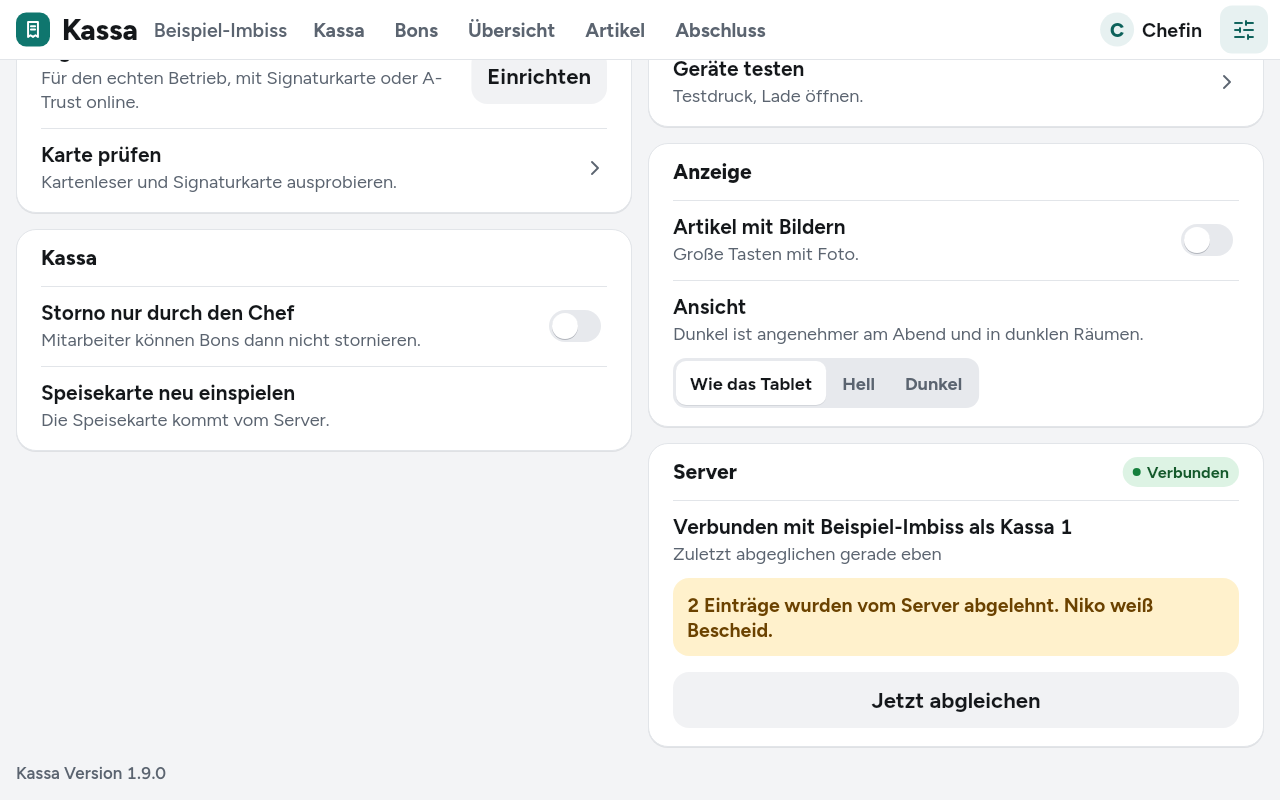 Kassa
Beispiel-Imbiss
Kassa
Bons
Übersicht
Artikel
Abschluss
C
Chefin
Für den echten Betrieb, mit Signaturkarte oder A-
Trust online.
Einrichten
Karte prüfen
Kartenleser und Signaturkarte ausprobieren.
Kassa
Storno nur durch den Chef
Mitarbeiter können Bons dann nicht stornieren.
Speisekarte neu einspielen
Die Speisekarte kommt vom Server.
Geräte testen
Testdruck, Lade öffnen.
Anzeige
Artikel mit Bildern
Große Tasten mit Foto.
Ansicht
Dunkel ist angenehmer am Abend und in dunklen Räumen.
Wie das Tablet
Hell
Dunkel
Server
Verbunden
Verbunden mit Beispiel-Imbiss als Kassa 1
Zuletzt abgeglichen gerade eben
2 Einträge wurden vom Server abgelehnt. Niko weiß
Bescheid.
Jetzt abgleichen
Kassa Version 1.9.0